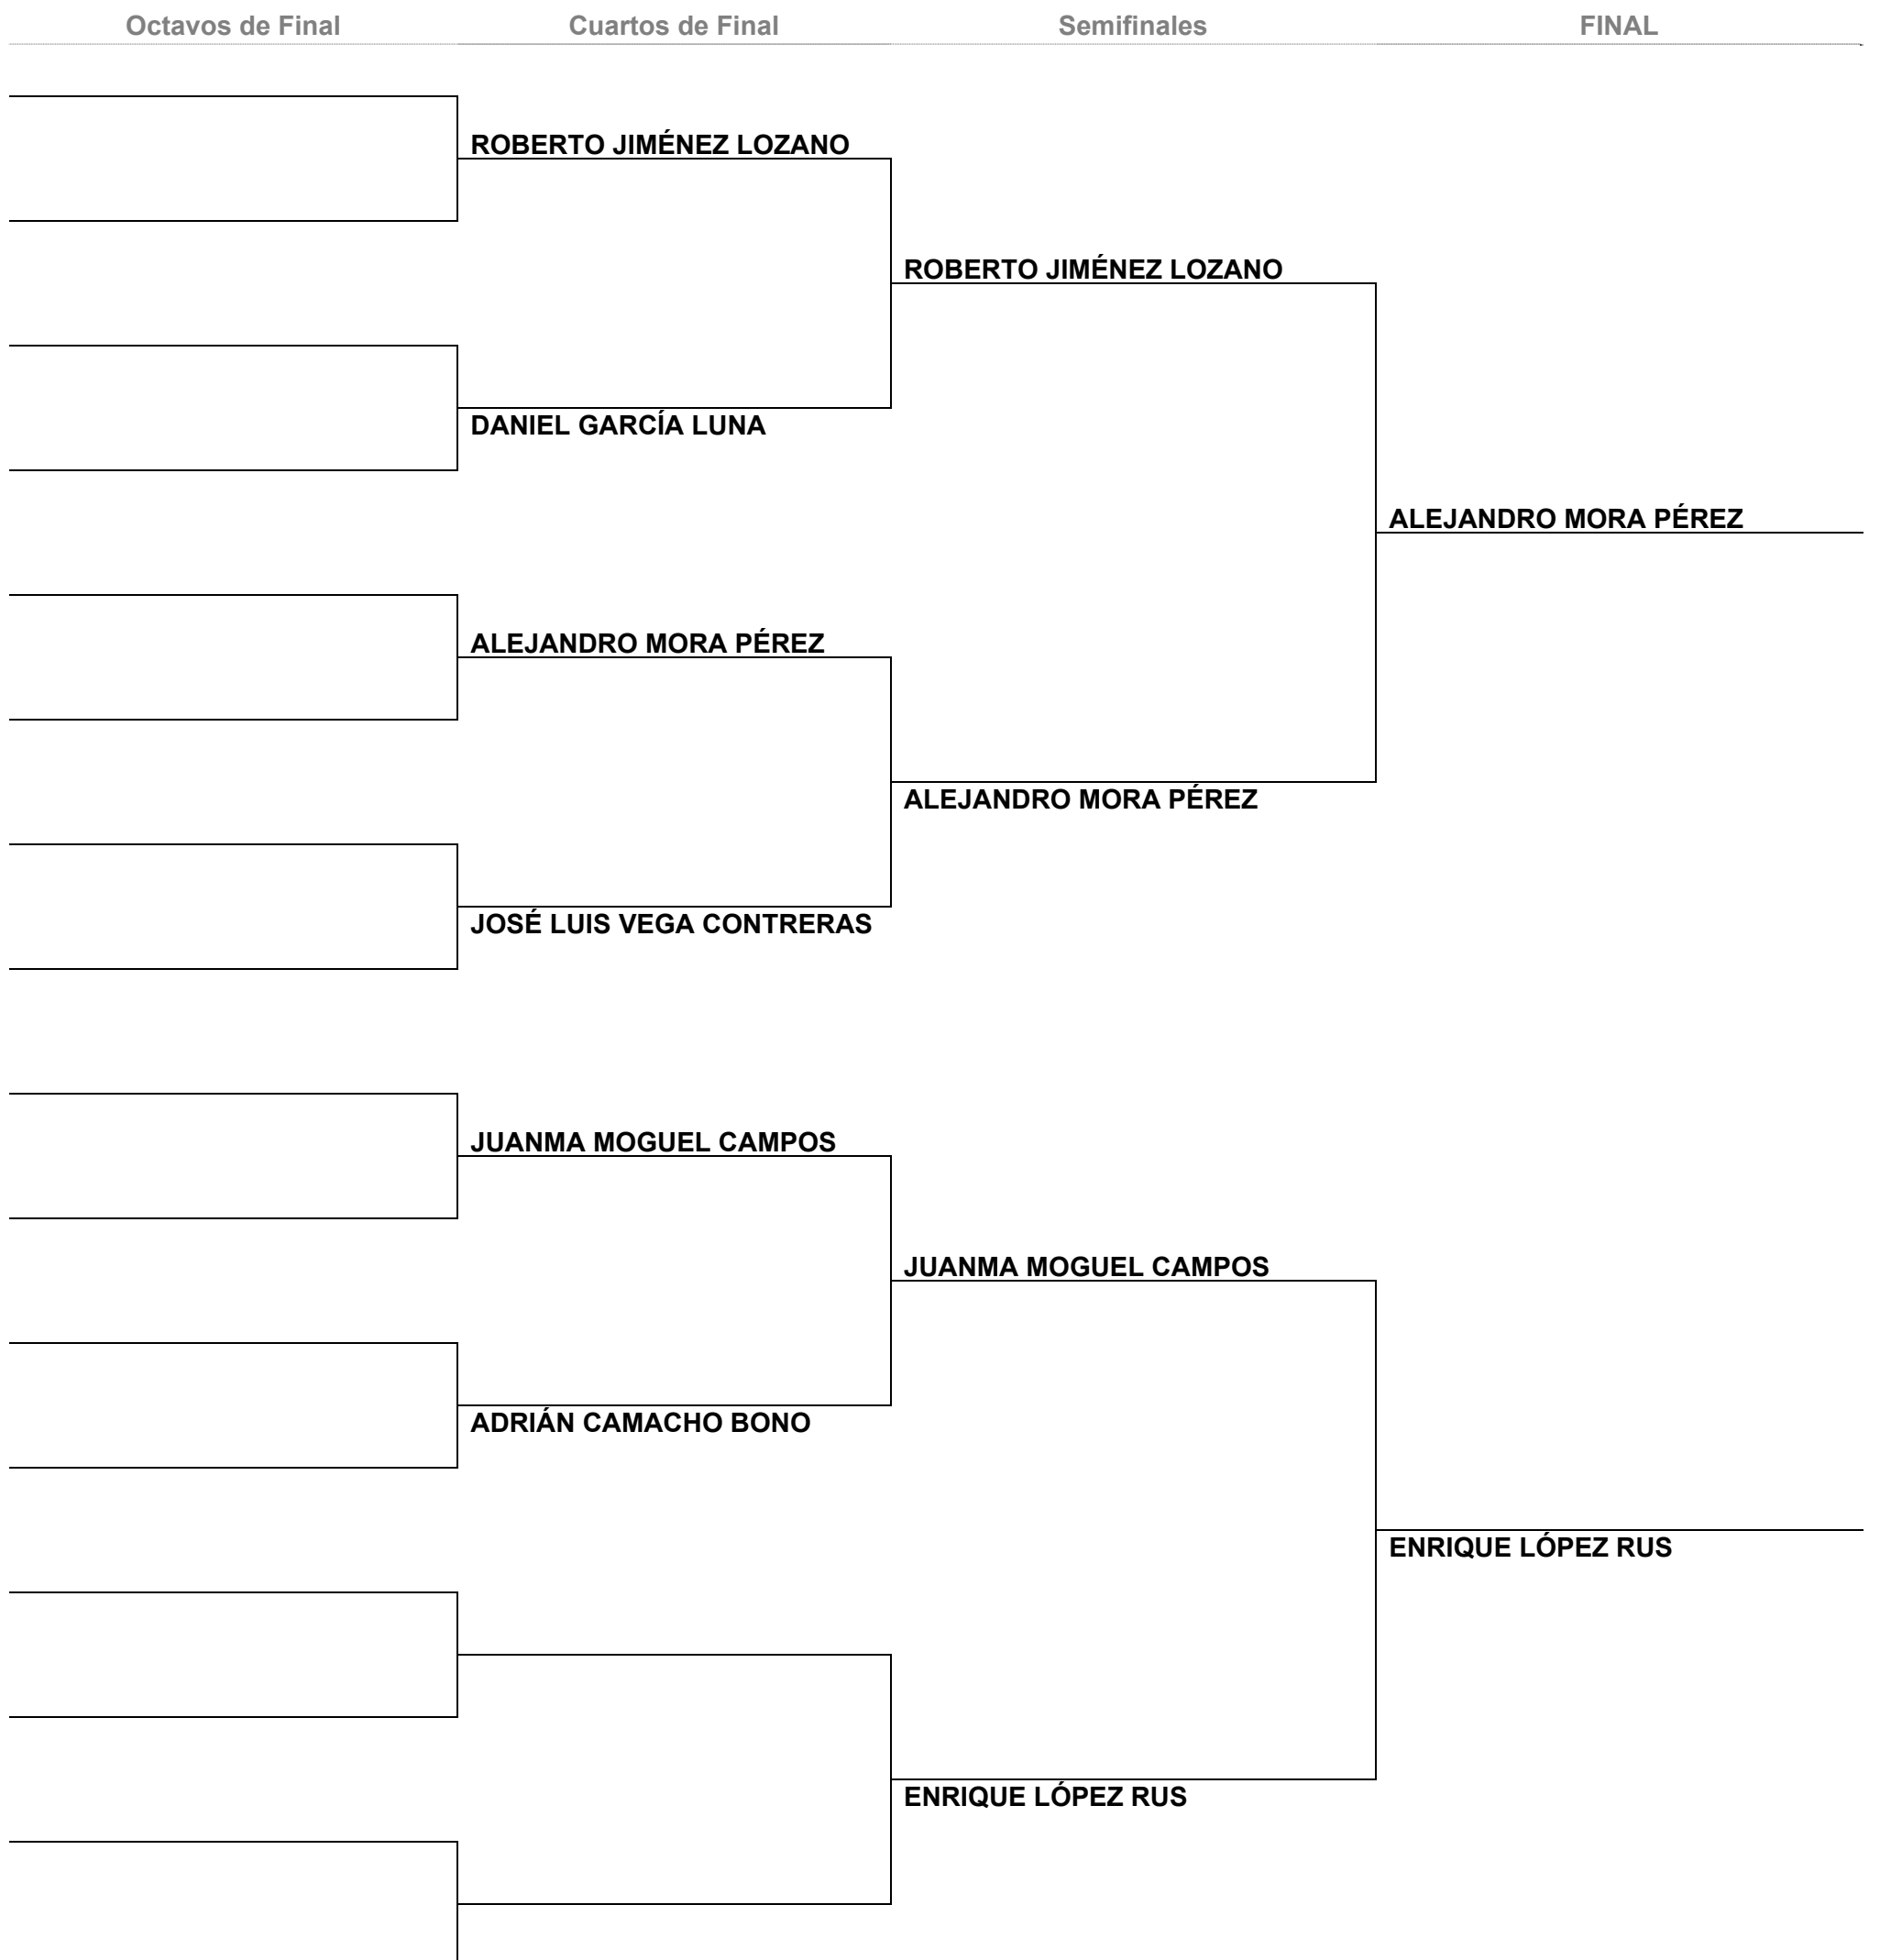 Octavos de Final
Cuartos de Final
Semifinales
FINAL
ROBERTO JIMÉNEZ LOZANO
ROBERTO JIMÉNEZ LOZANO
DANIEL GARCÍA LUNA
ALEJANDRO MORA PÉREZ
ALEJANDRO MORA PÉREZ
ALEJANDRO MORA PÉREZ
JOSÉ LUIS VEGA CONTRERAS
JUANMA MOGUEL CAMPOS
JUANMA MOGUEL CAMPOS
ADRIÁN CAMACHO BONO
ENRIQUE LÓPEZ RUS
ENRIQUE LÓPEZ RUS